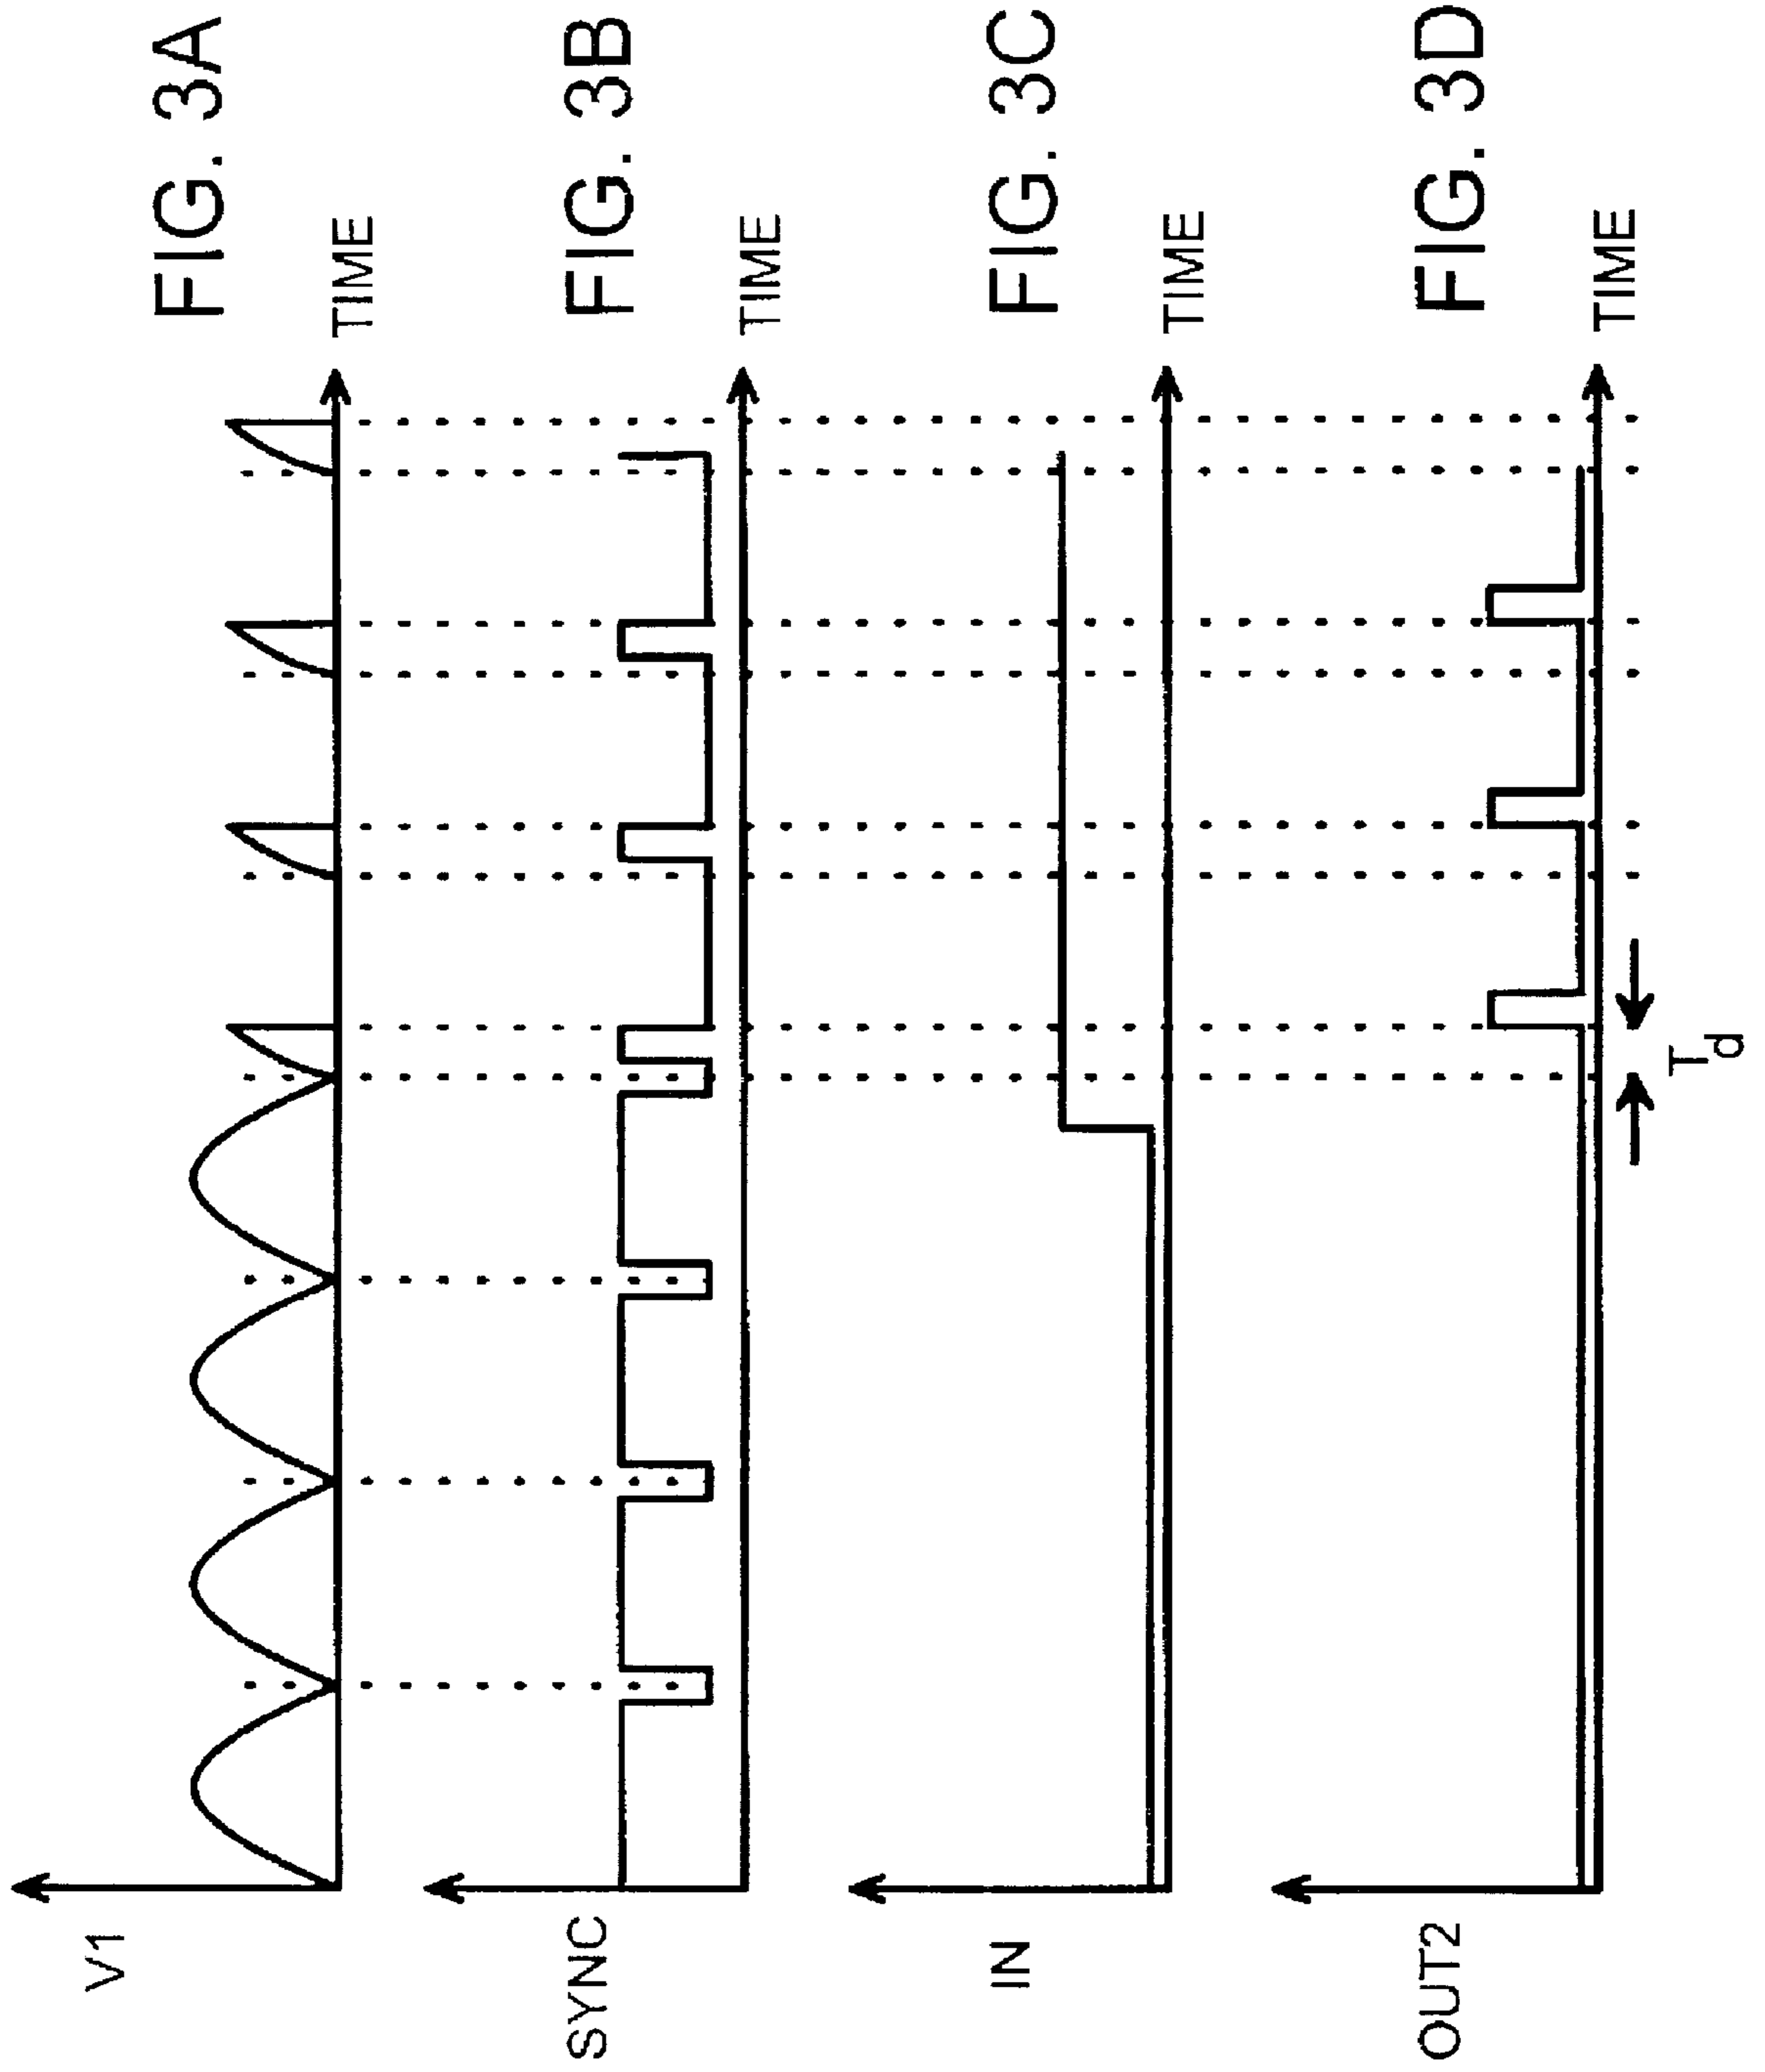 V1
TIME
FIG. 3A
SYNC
TIME
FIG. 3B
IN
TIME
FIG. 3C
OUT2
TIME
FIG. 3D
Td